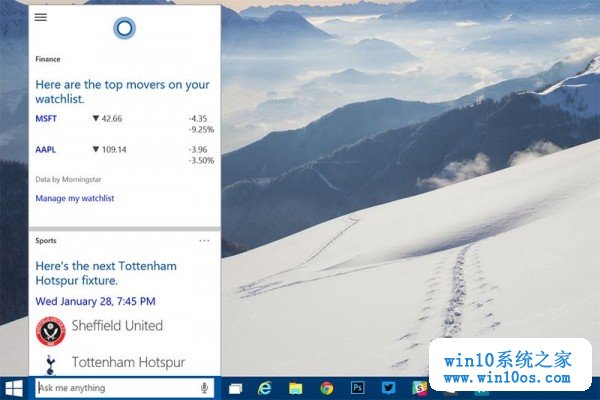 Finance
Here are the top movers on your
watchlist.
MSFT ▼ 42.66 -4.35
-9.25%
AAPL ▼ 109.14 -3.96
-3.50%
Data by Morningstar
Manage my watchlist
Sports
Here's the next Tottenham
Hotspur fixture.
Wed January 28, 7:45 PM
Sheffield United
Tottenham Hotspur
Ask me anything
Ps
win10系统之家
www.win10os.com